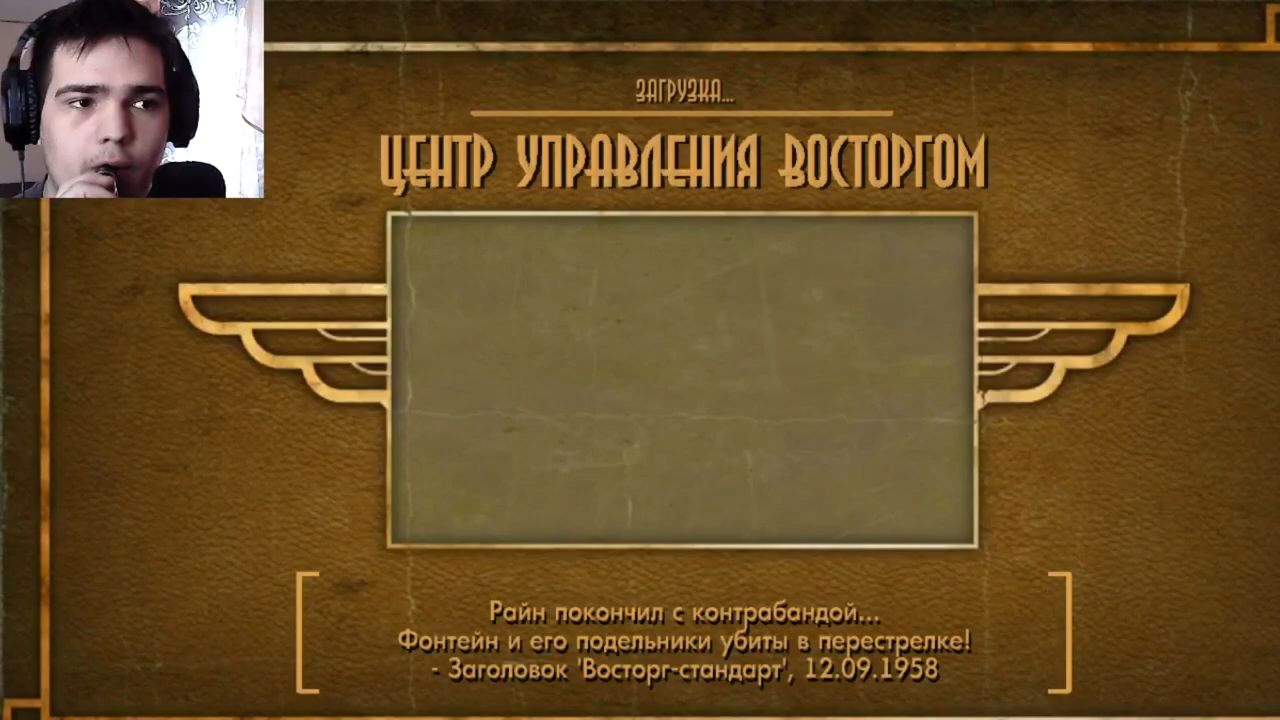 ЗАГРУЗКА...
ЦЕНТР УПРАВЛЕНИЯ ВОСТОРГОМ
Райн покончил с контрабандой...
Фонтейн и его подельники убиты в перестрелке!
- Заголовок 'Восторг-стандарт', 12.09.1958